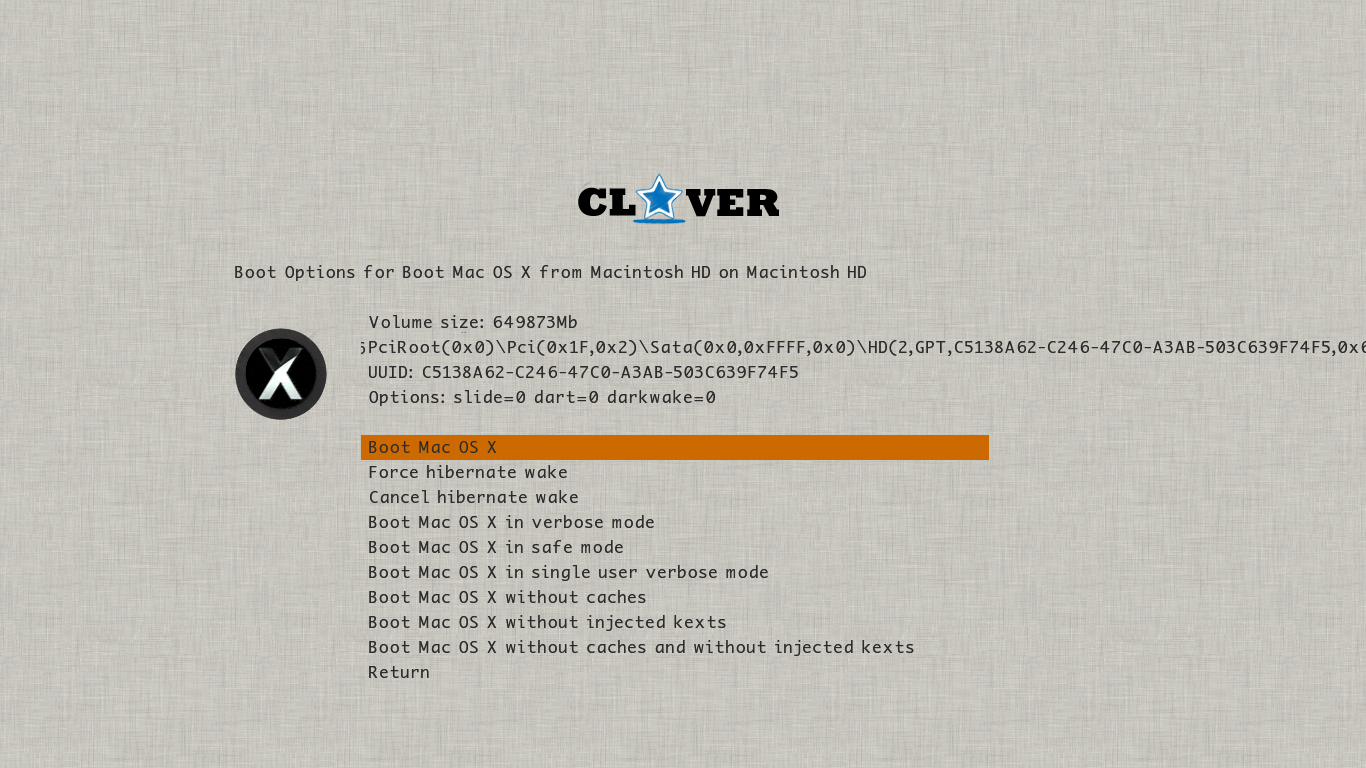 CLOVER
Boot Options for Boot Mac OS X from Macintosh HD on Macintosh HD
Volume size: 649873Mb
PciRoot(0x0)\Pci(0x1F,0x2)\Sata(0x0,0xFFFF,0x0)\HD(2,GPT,C5138A62-C246-47C0-A3AB-503C639F74F5,0x6
UUID: C5138A62-C246-47C0-A3AB-503C639F74F5
Options: slide=0 dart=0 darkwake=0
Boot Mac OS X
Force hibernate wake
Cancel hibernate wake
Boot Mac OS X in verbose mode
Boot Mac OS X in safe mode
Boot Mac OS X in single user verbose mode
Boot Mac OS X without caches
Boot Mac OS X without injected kexts
Boot Mac OS X without caches and without injected kexts
Return